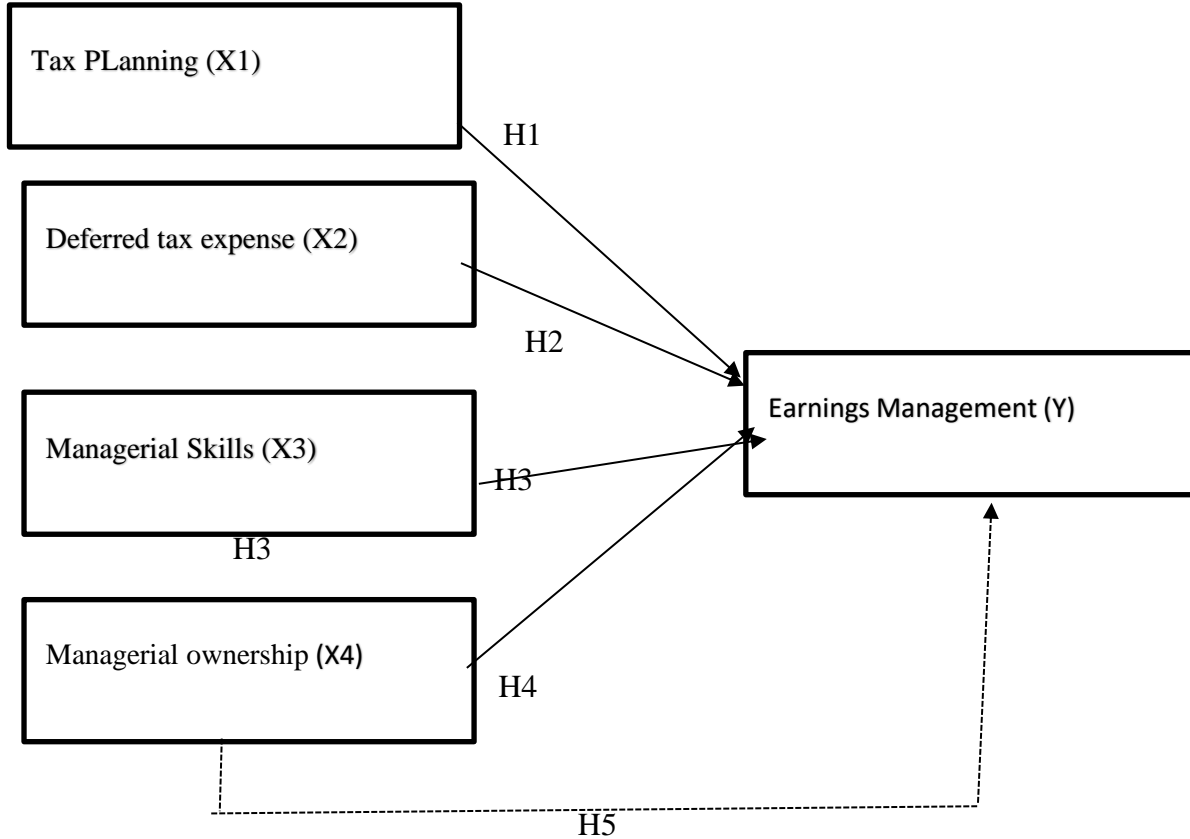 Tax PLanning (X1)
H1
Deferred tax expense (X2)
H2
Earnings Management (Y)
Managerial Skills (X3)
H3
H3
Managerial ownership (X4)
H4
H5